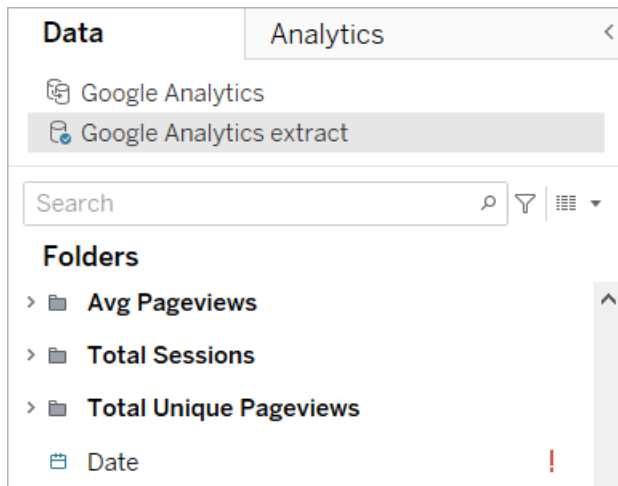 Data Analytics
Google Analytics
Google Analytics extract
Search
Folders
Avg Pageviews
Total Sessions
Total Unique Pageviews
Date !